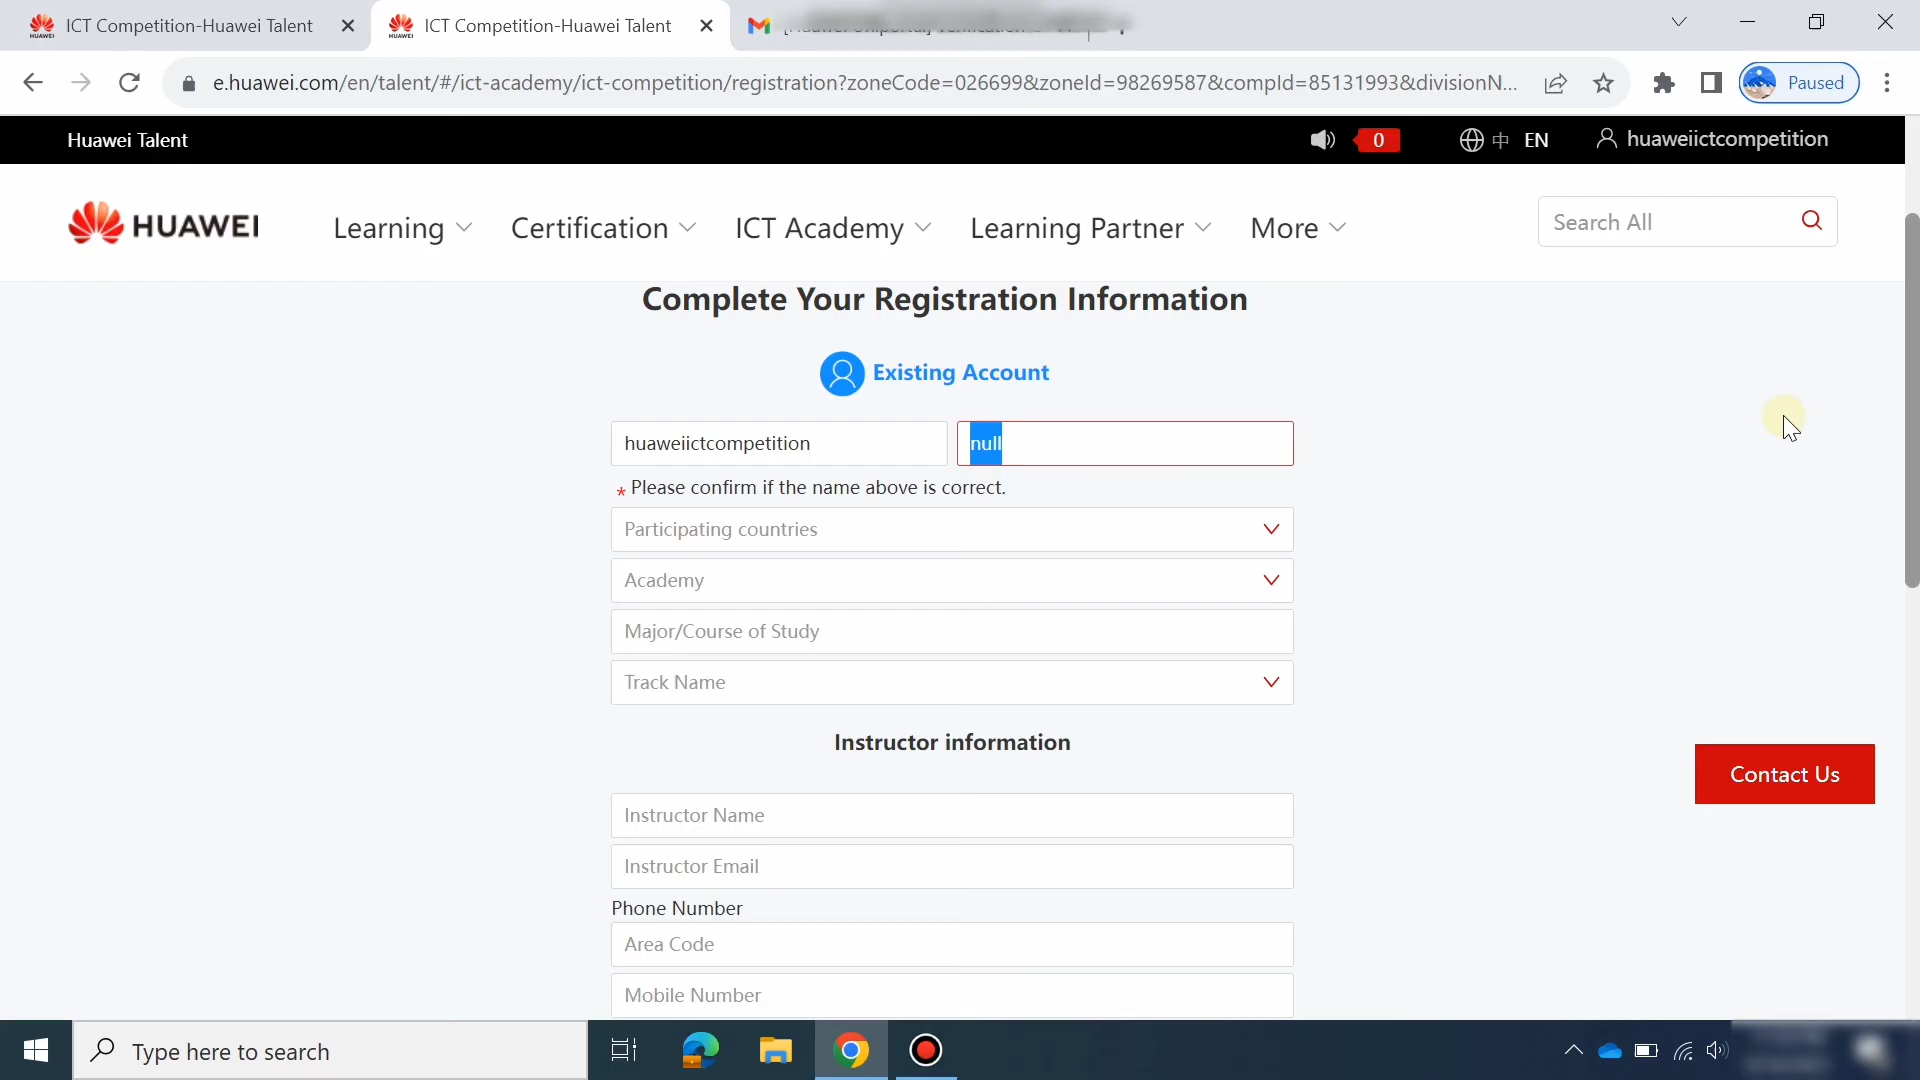 ICT Competition-Huawei Talent
ICT Competition-Huawei Talent
e.huawei.com/en/talent/#/ict-academy/ict-competition/registration?zoneCode=026699&zoneId=98269587&compId=85131993&divisionN...
Paused
Huawei Talent
0
中 EN
huaweiictcompetition
HUAWEI
Learning
Certification
ICT Academy
Learning Partner
More
Search All
Complete Your Registration Information
Existing Account
huaweiictcompetition
null
* Please confirm if the name above is correct.
Participating countries
Academy
Major/Course of Study
Track Name
Instructor information
Contact Us
Instructor Name
Instructor Email
Phone Number
Area Code
Mobile Number
Type here to search